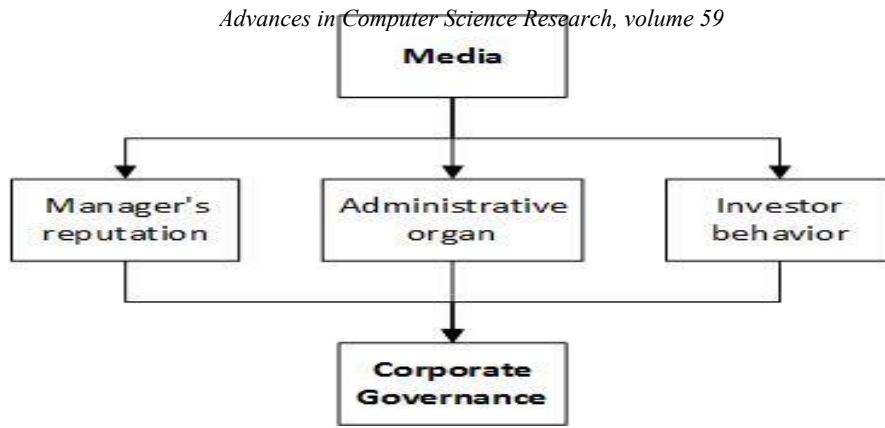 Advances in Computer Science Research, volume 59
Media
Manager's
reputation
Administrative
organ
Investor
behavior
Corporate
Governance